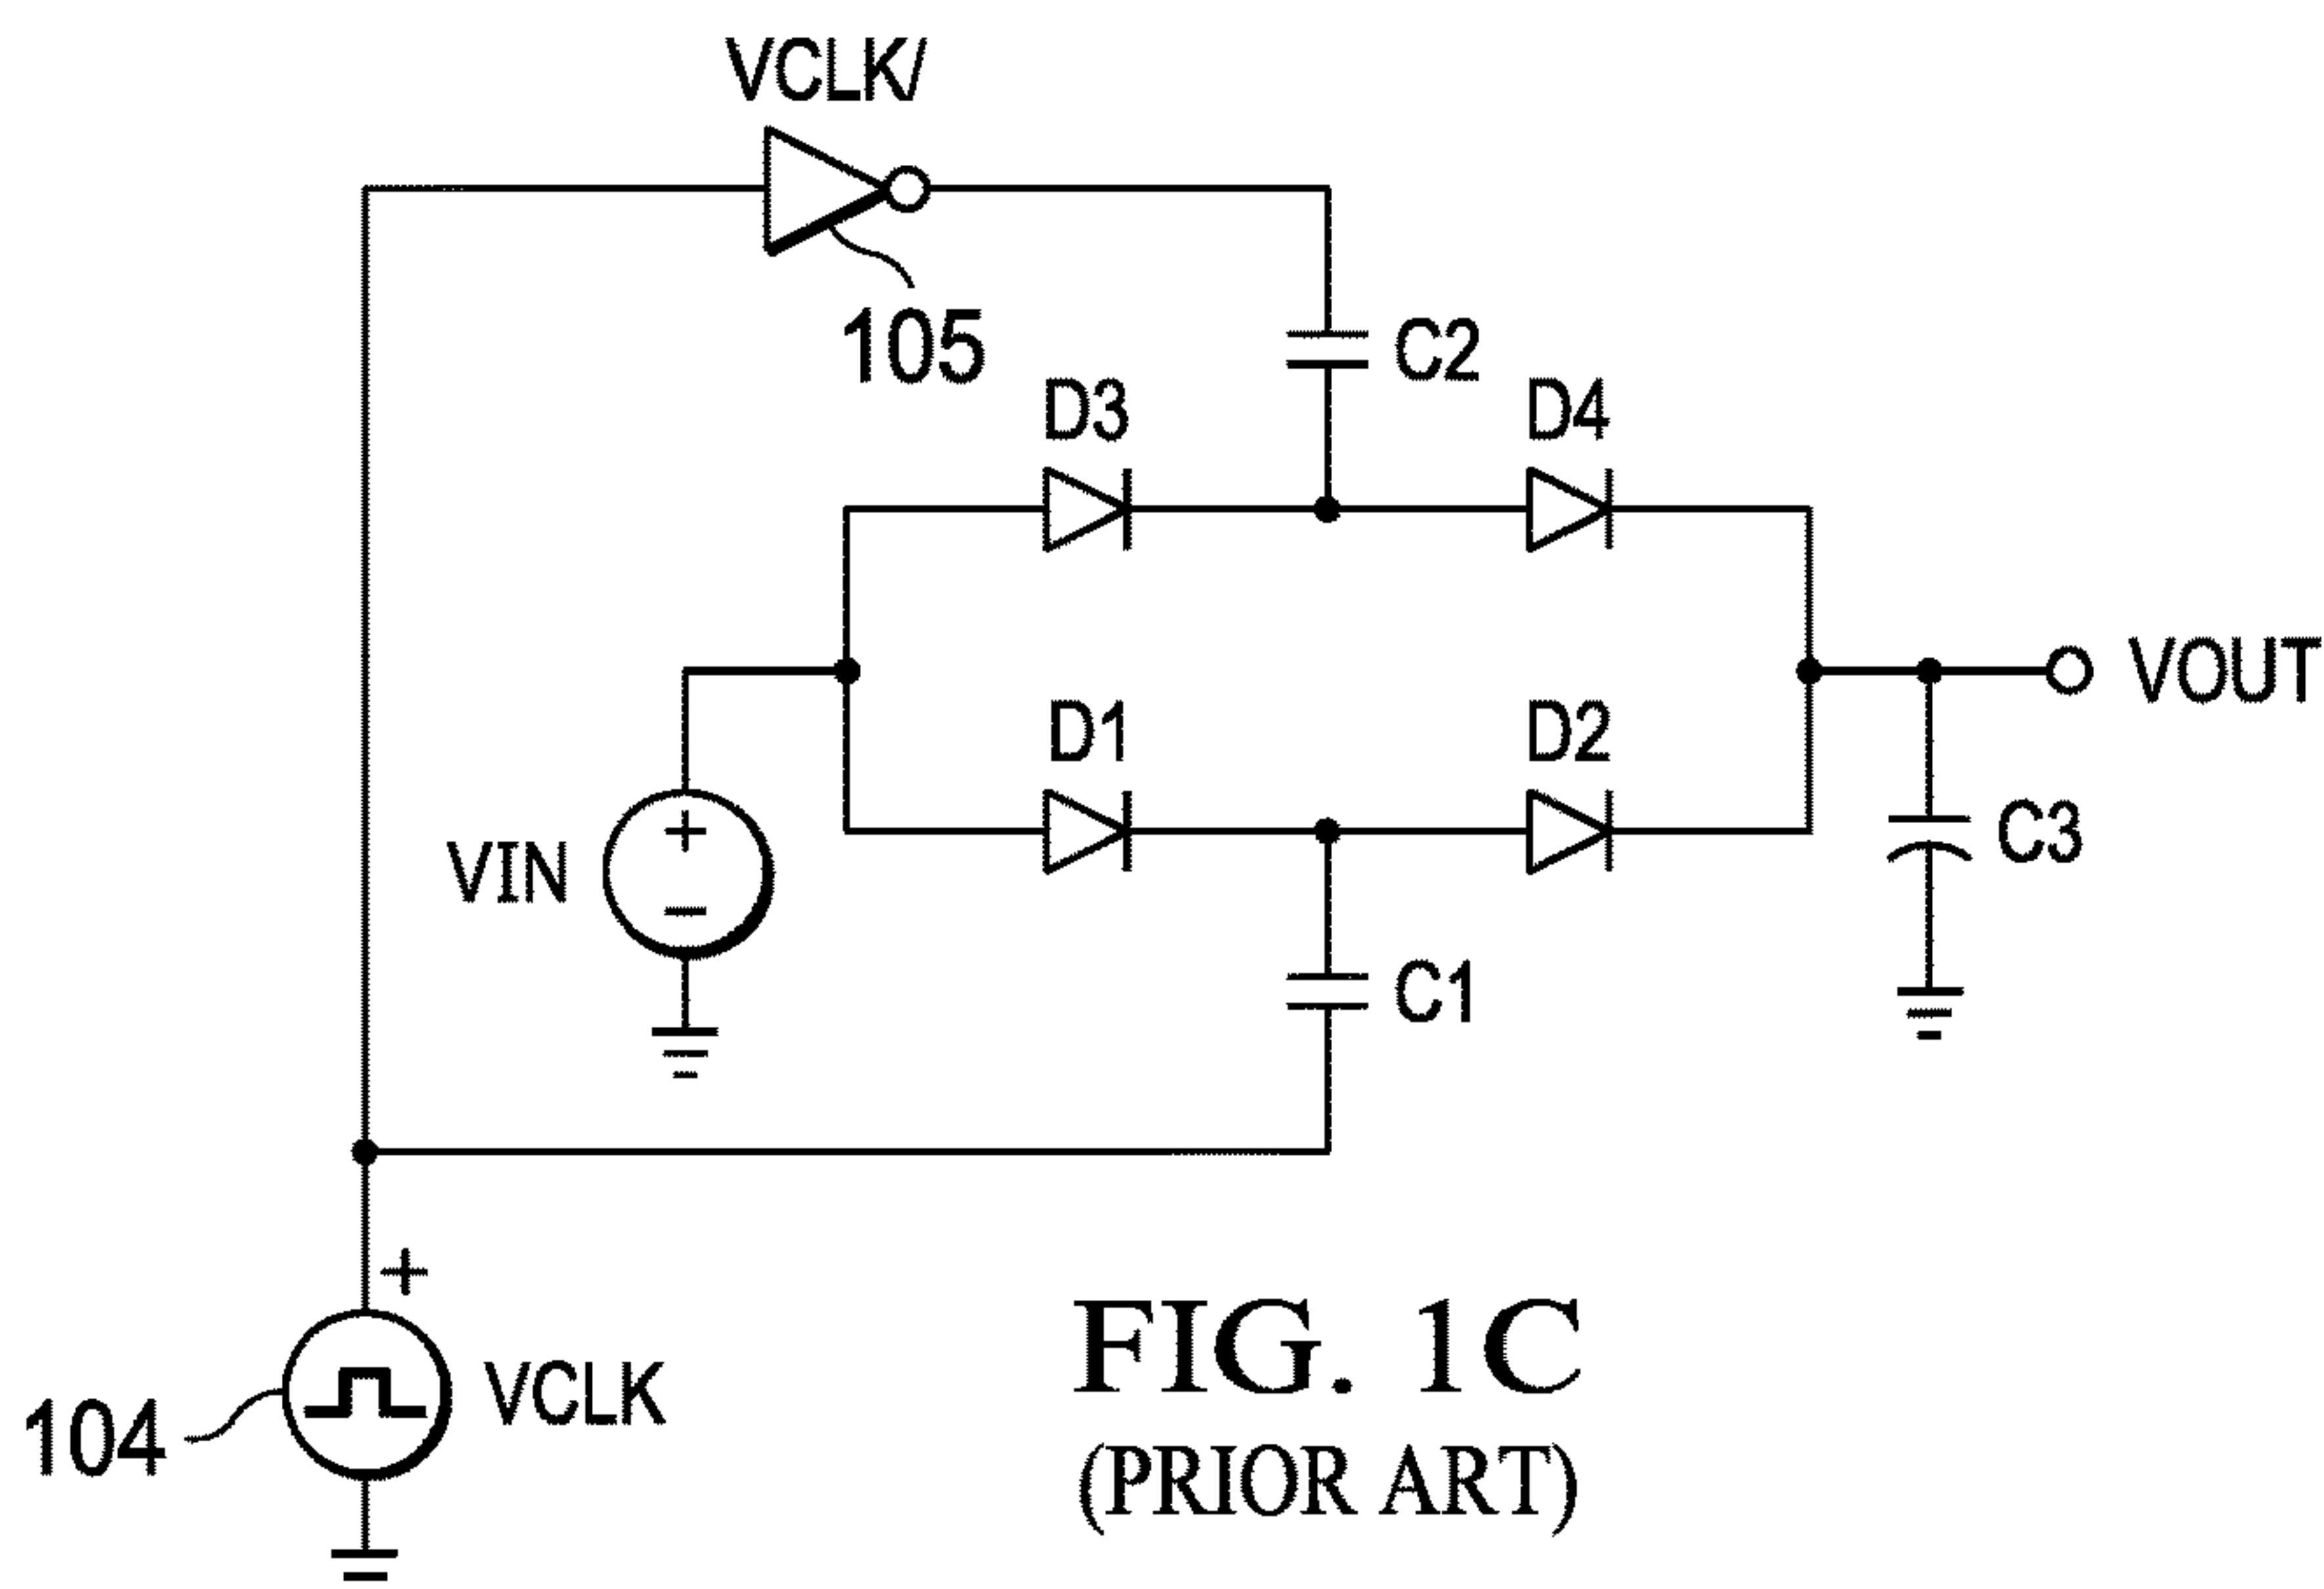 VCLK/
105
C2
D3
D4
VOUT
D1
D2
VIN
+
−
C3
C1
+
VCLK
104
FIG. 1C
(PRIOR ART)